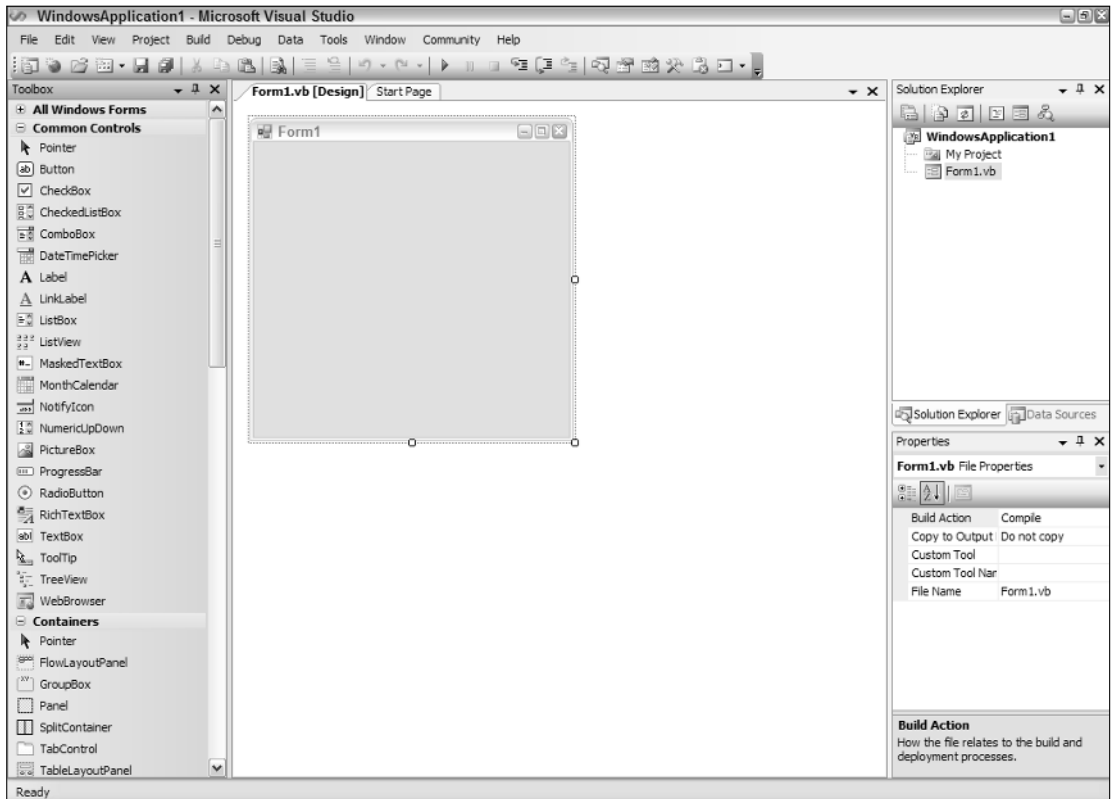 WindowsApplication1 - Microsoft Visual Studio
File Edit View Project Build Debug Data Tools Window Community Help
Toolbox
All Windows Forms
Common Controls
Pointer
Button
CheckBox
CheckedListBox
ComboBox
DateTimePicker
Label
LinkLabel
ListBox
ListView
MaskedTextBox
MonthCalendar
NotifyIcon
NumericUpDown
PictureBox
ProgressBar
RadioButton
RichTextBox
TextBox
ToolTip
TreeView
WebBrowser
Containers
Pointer
FlowLayoutPanel
GroupBox
Panel
SplitContainer
TabControl
TableLayoutPanel
Form1.vb [Design] Start Page
Form1
Solution Explorer
WindowsApplication1
My Project
Form1.vb
Solution Explorer Data Sources
Properties
Form1.vb File Properties
Build Action Compile
Copy to Output Do not copy
Custom Tool
Custom Tool Nar
File Name Form1.vb
Build Action
How the file relates to the build and
deployment processes.
Ready